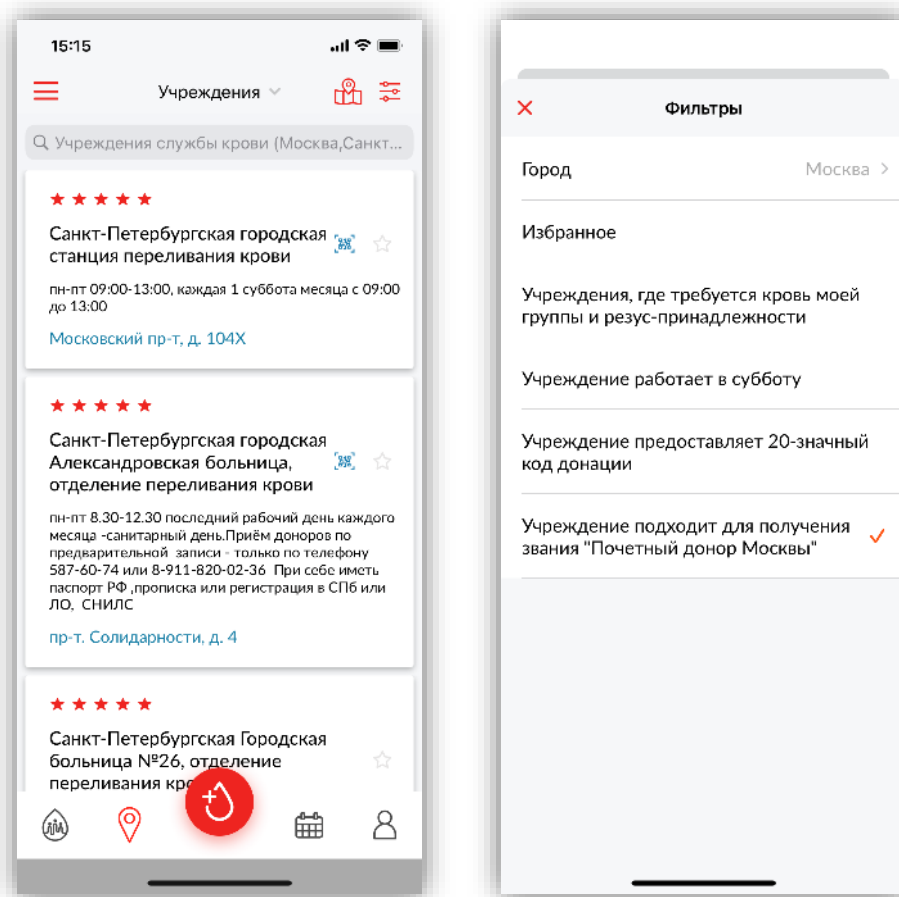 15:15
Учреждения
Учреждения службы крови (Москва,Санкт...
Санкт-Петербургская городская
станция переливания крови
пн-пт 09:00-13:00, каждая 1 суббота месяца с 09:00
до 13:00
Московский пр-т, д. 104Х
Санкт-Петербургская городская
Александровская больница,
отделение переливания крови
пн-пт 8.30-12.30 последний рабочий день каждого
месяца -санитарный день.Приём доноров по
предварительной записи - только по телефону
587-60-74 или 8-911-820-02-36 При себе иметь
паспорт РФ ,прописка или регистрация в СПб или
ЛО, СНИЛС
пр-т. Солидарности, д. 4
Санкт-Петербургская Городская
больница №26, отделение
переливания
Фильтры
Город Москва
Избранное
Учреждения, где требуется кровь моей
группы и резус-принадлежности
Учреждение работает в субботу
Учреждение предоставляет 20-значный
код донации
Учреждение подходит для получения
звания "Почетный донор Москвы"